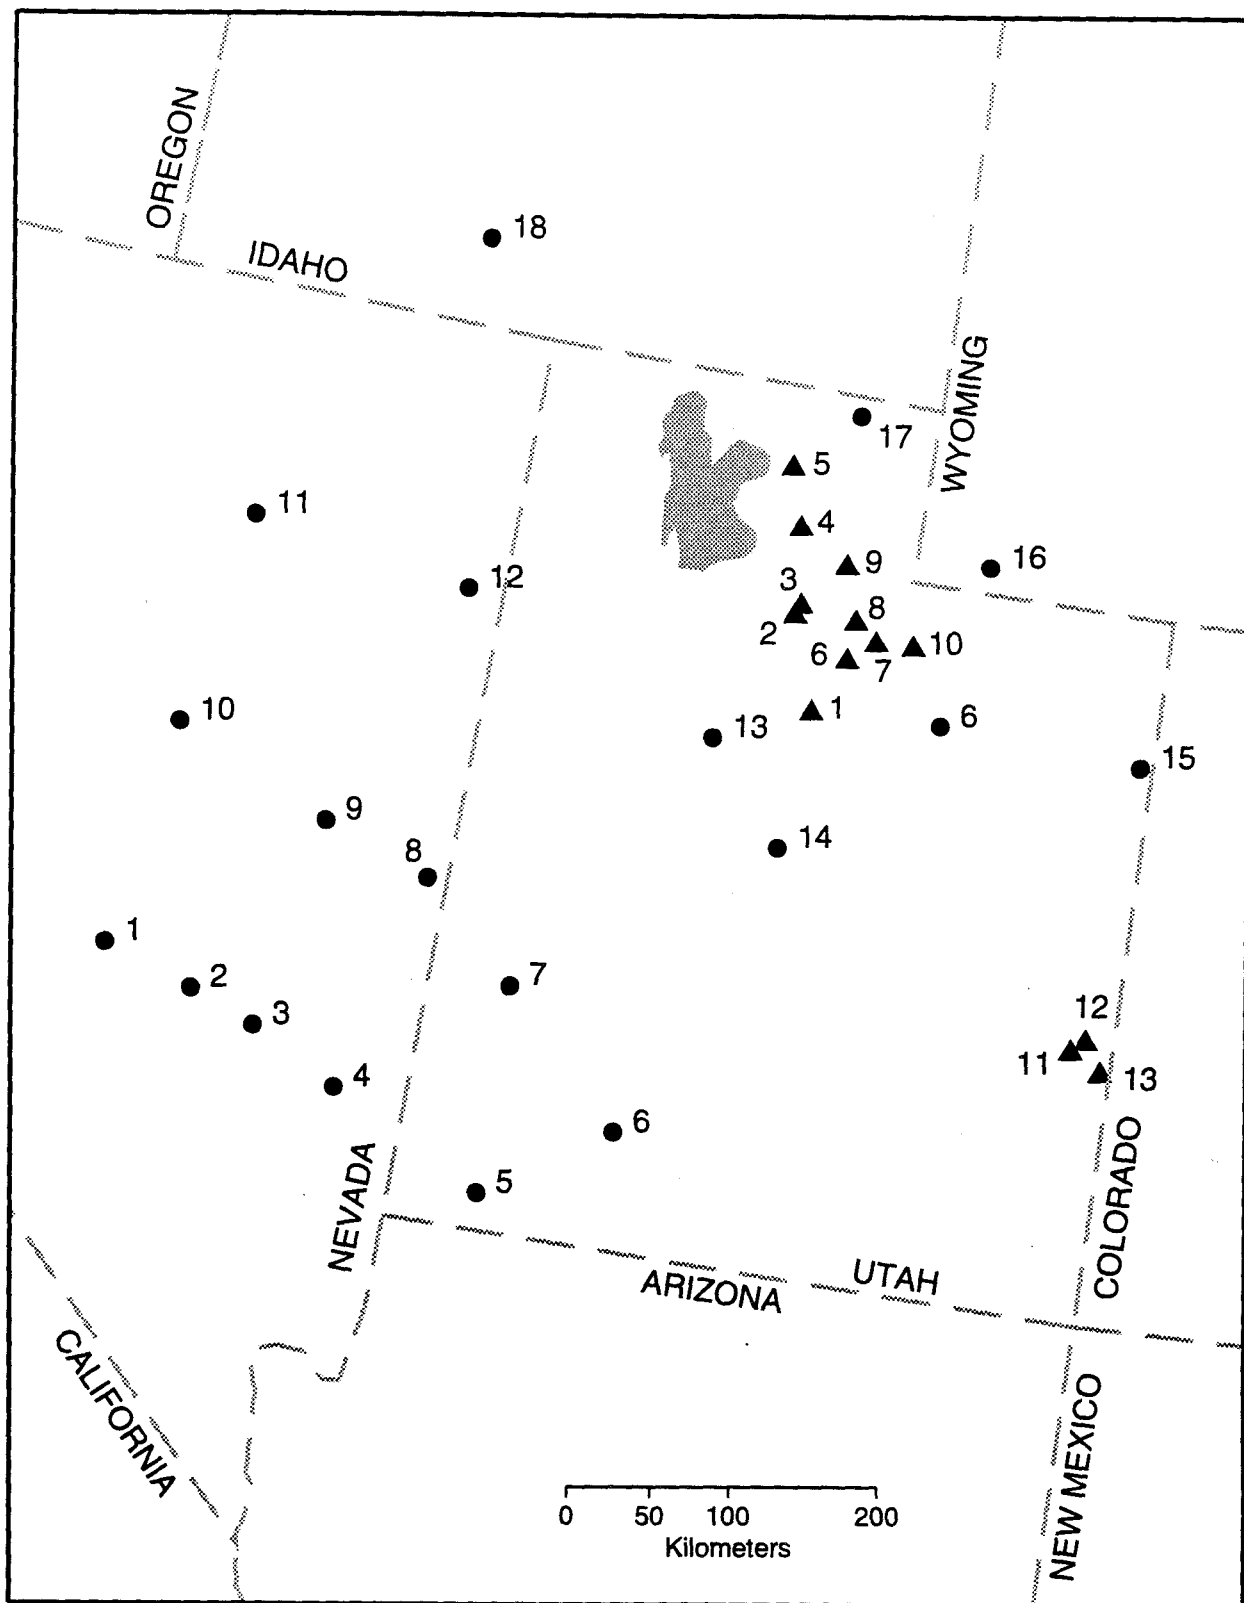 OREGON
18
IDAHO
WYOMING
17
5
11
4
16
9
12
3
8
2
10
6
7
10
1
6
13
15
9
14
8
1
2
7
3
12
11
13
4
6
COLORADO
NEVADA
5
UTAH
ARIZONA
CALIFORNIA
NEW MEXICO
0 50 100 200
Kilometers